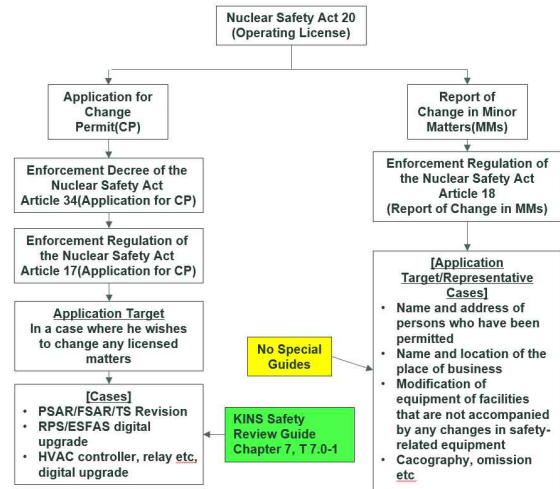 Nuclear Safety Act 20
(Operating License)
Application for
Change
Permit(CP)
Enforcement Decree of the
Nuclear Safety Act
Article 34(Application for CP)
Enforcement Regulation of
the Nuclear Safety Act
Article 17(Application for CP)
Application Target
In a case where he wishes
to change any licensed
matters
[Cases]
• PSAR/FSAR/TS Revision
• RPS/ESFAS digital
upgrade
• HVAC controller, relay etc,
digital upgrade
No Special
Guides
KINS Safety
Review Guide
Chapter 7, T 7.0-1
Report of
Change in Minor
Matters(MMs)
Enforcement Regulation of
the Nuclear Safety Act
Article 18
(Report of Change in MMs)
[Application
Target/Representative
Cases]
• Name and address of
persons who have been
permitted
• Name and location of the
place of business
• Modification of
equipment of facilities
that are not accompanied
by any changes in safety-
related equipment
• Cacography, omission
etc